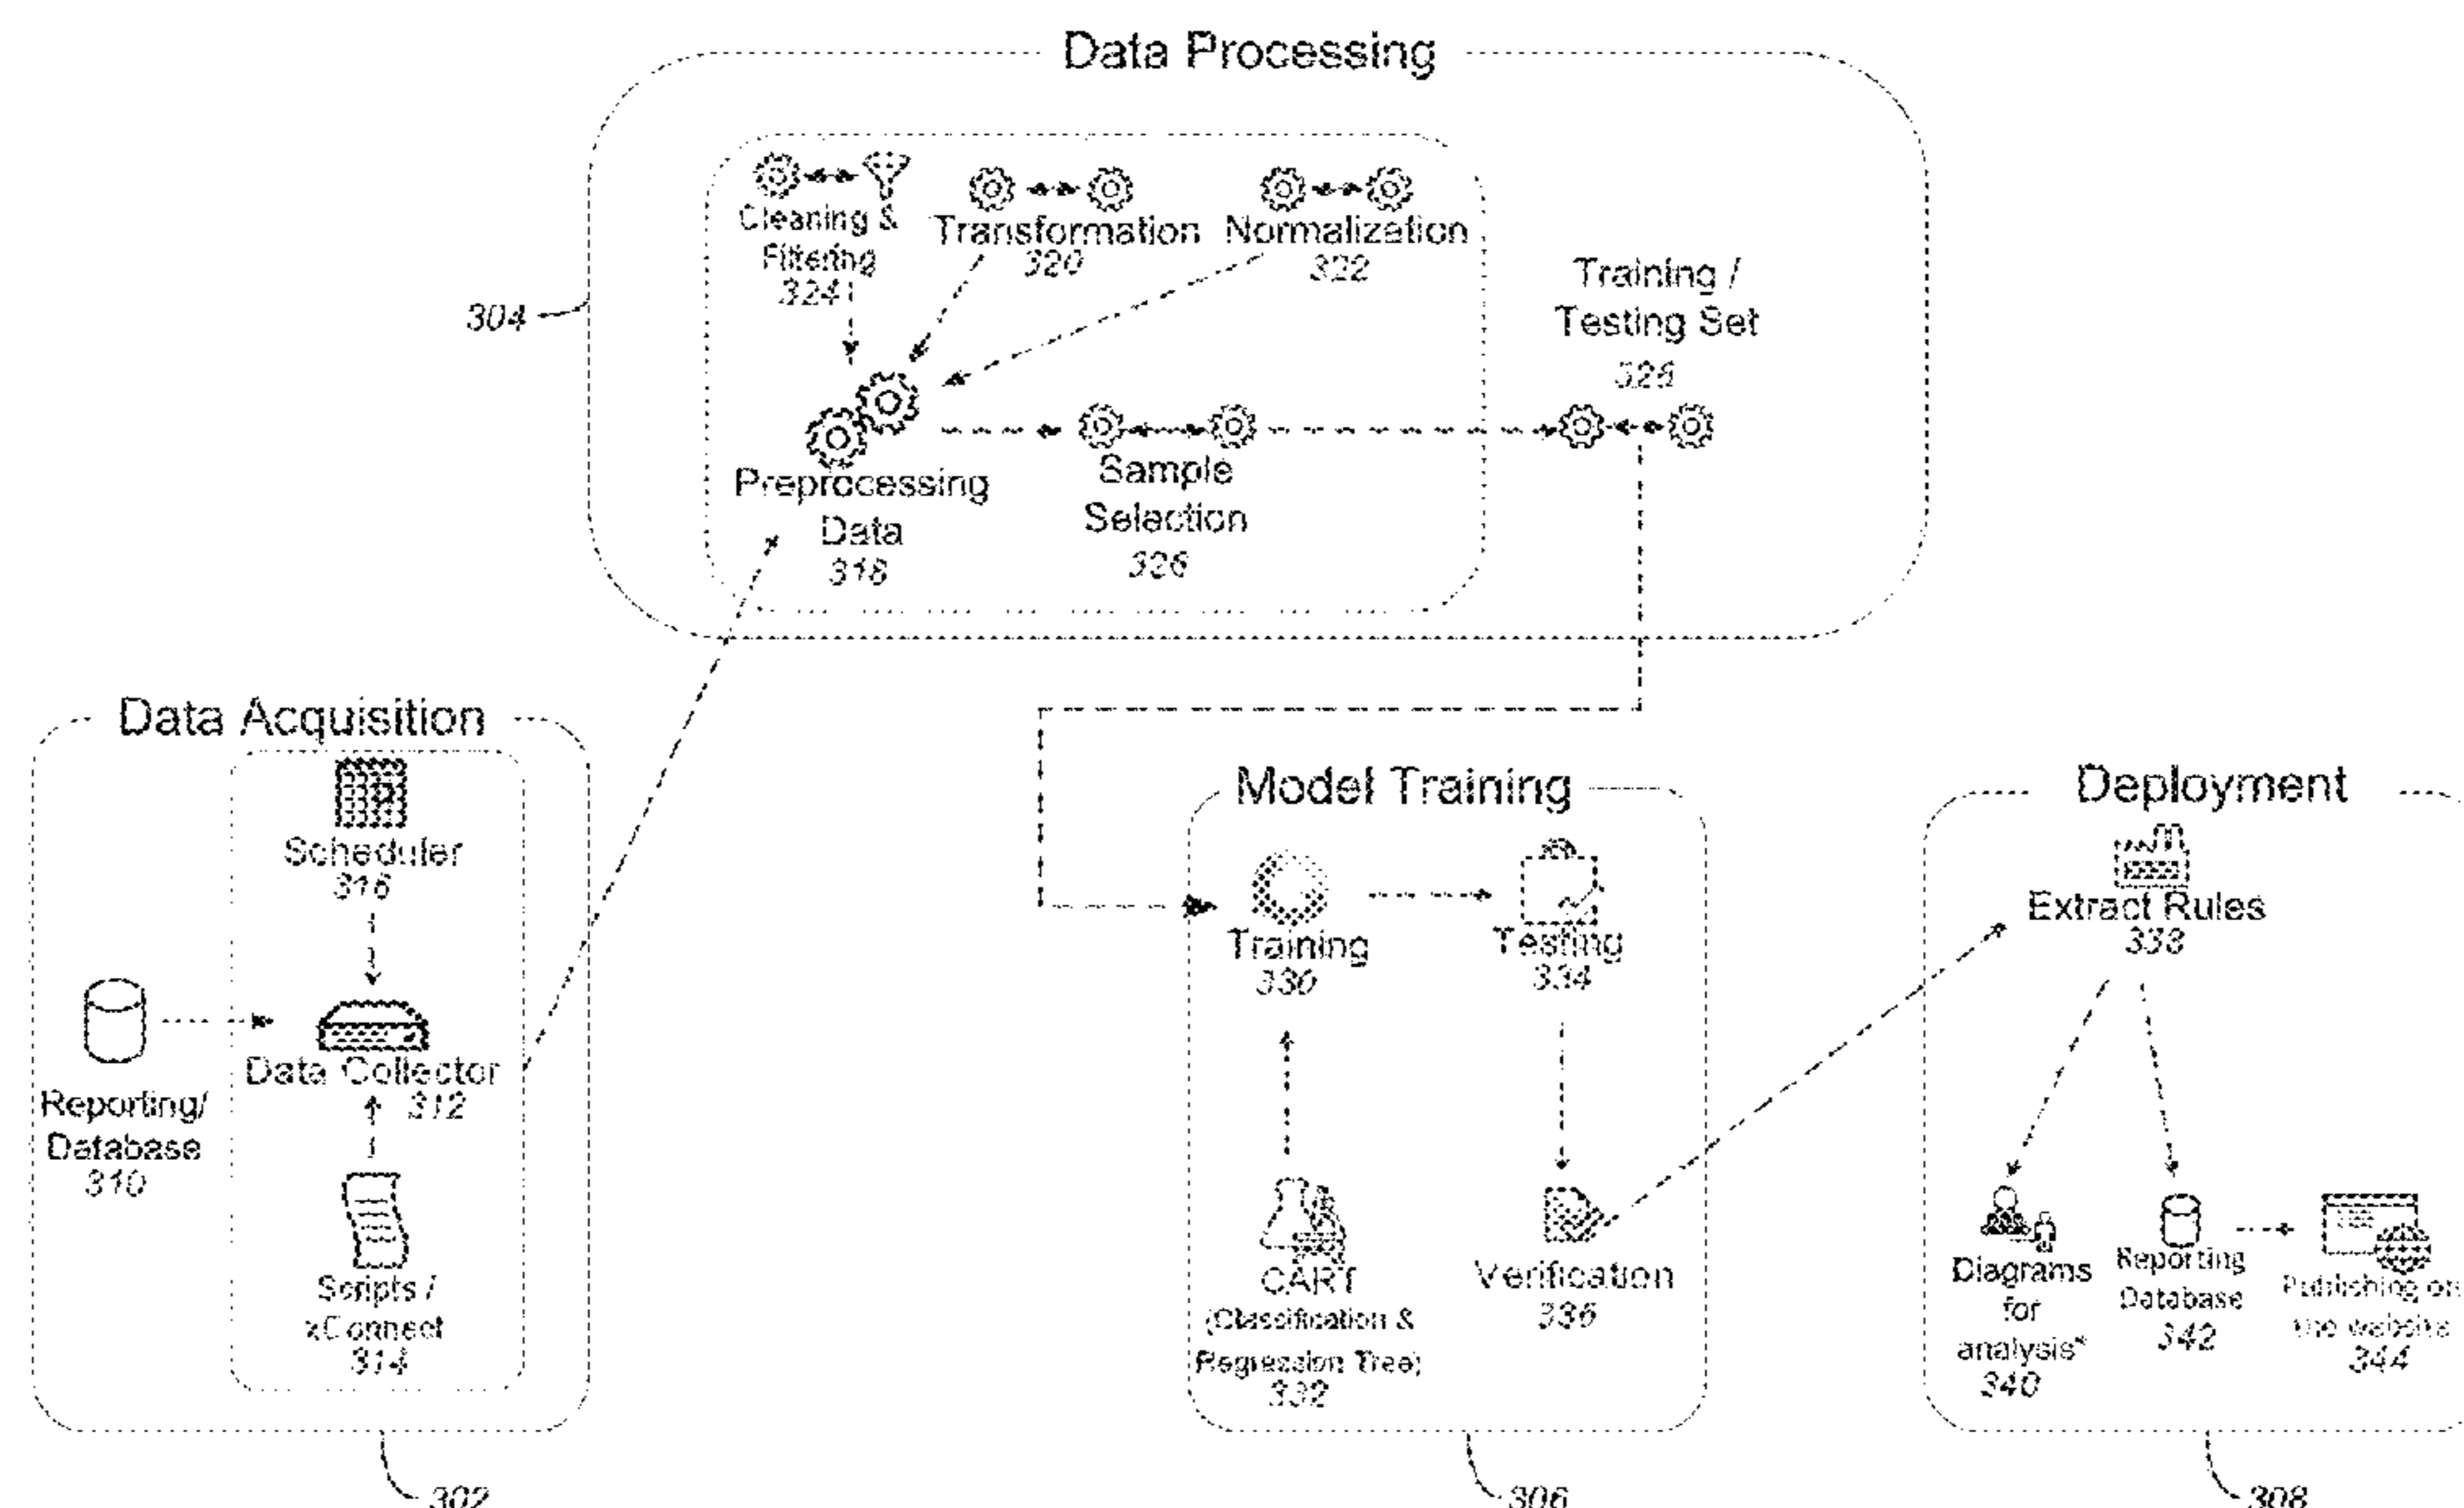 Data Processing
Cleaning &
Filtering
324
Transformation
320
Normalization
322
Training /
Testing Set
328
304
Preprocessing
Data
318
Sample
Selection
326
Data Acquisition
Scheduler
316
Data Collector
312
Reporting/
Database
310
Scripts /
xConnect
314
302
Model Training
Training
330
Testing
334
CART
(Classification &
Regression Tree)
332
Verification
336
306
Deployment
Extract Rules
338
Diagrams
for
analysis*
340
Reporting
Database
342
Publishing on
the website
344
308